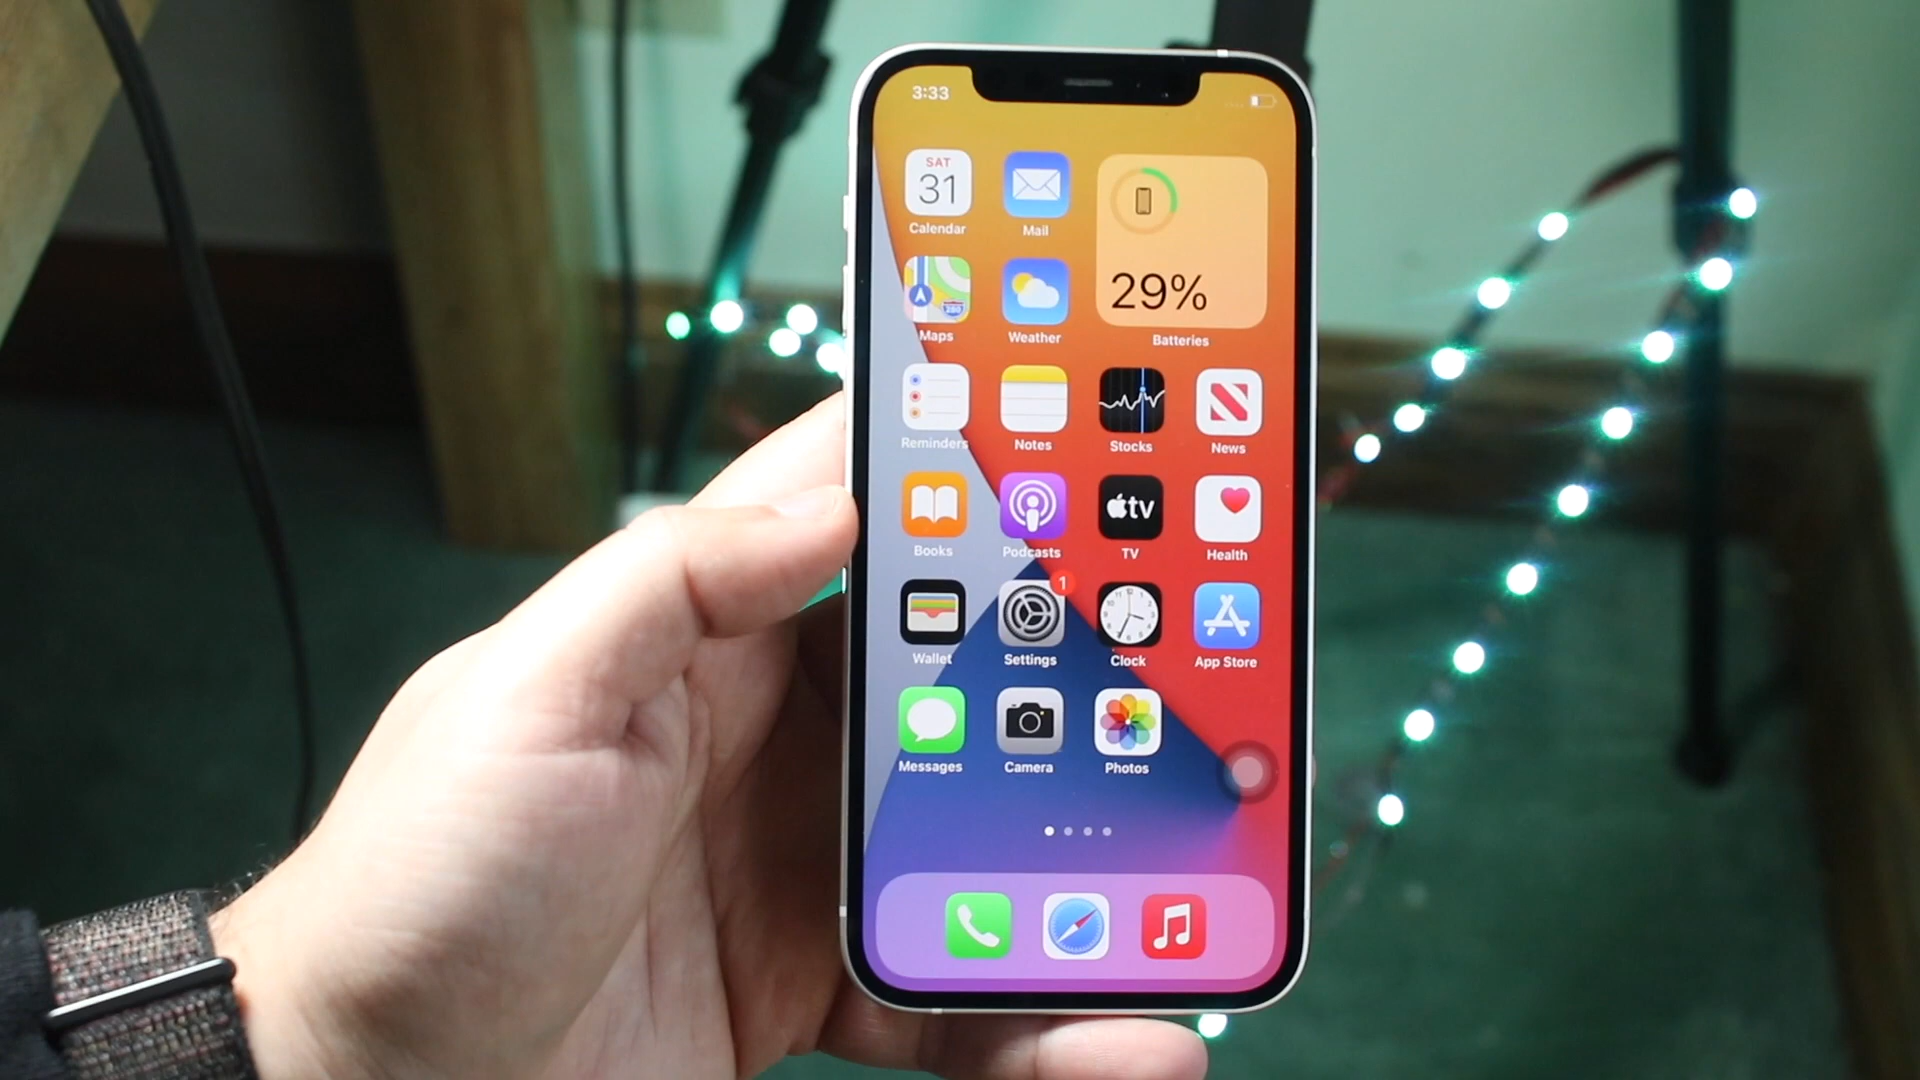 3:33
SAT
31
Calendar
Mail
29%
Batteries
Maps
Weather
Reminders
Notes
Stocks
News
tv
Books
Podcasts
TV
Health
1
Wallet
Settings
Clock
App Store
Messages
Camera
Photos